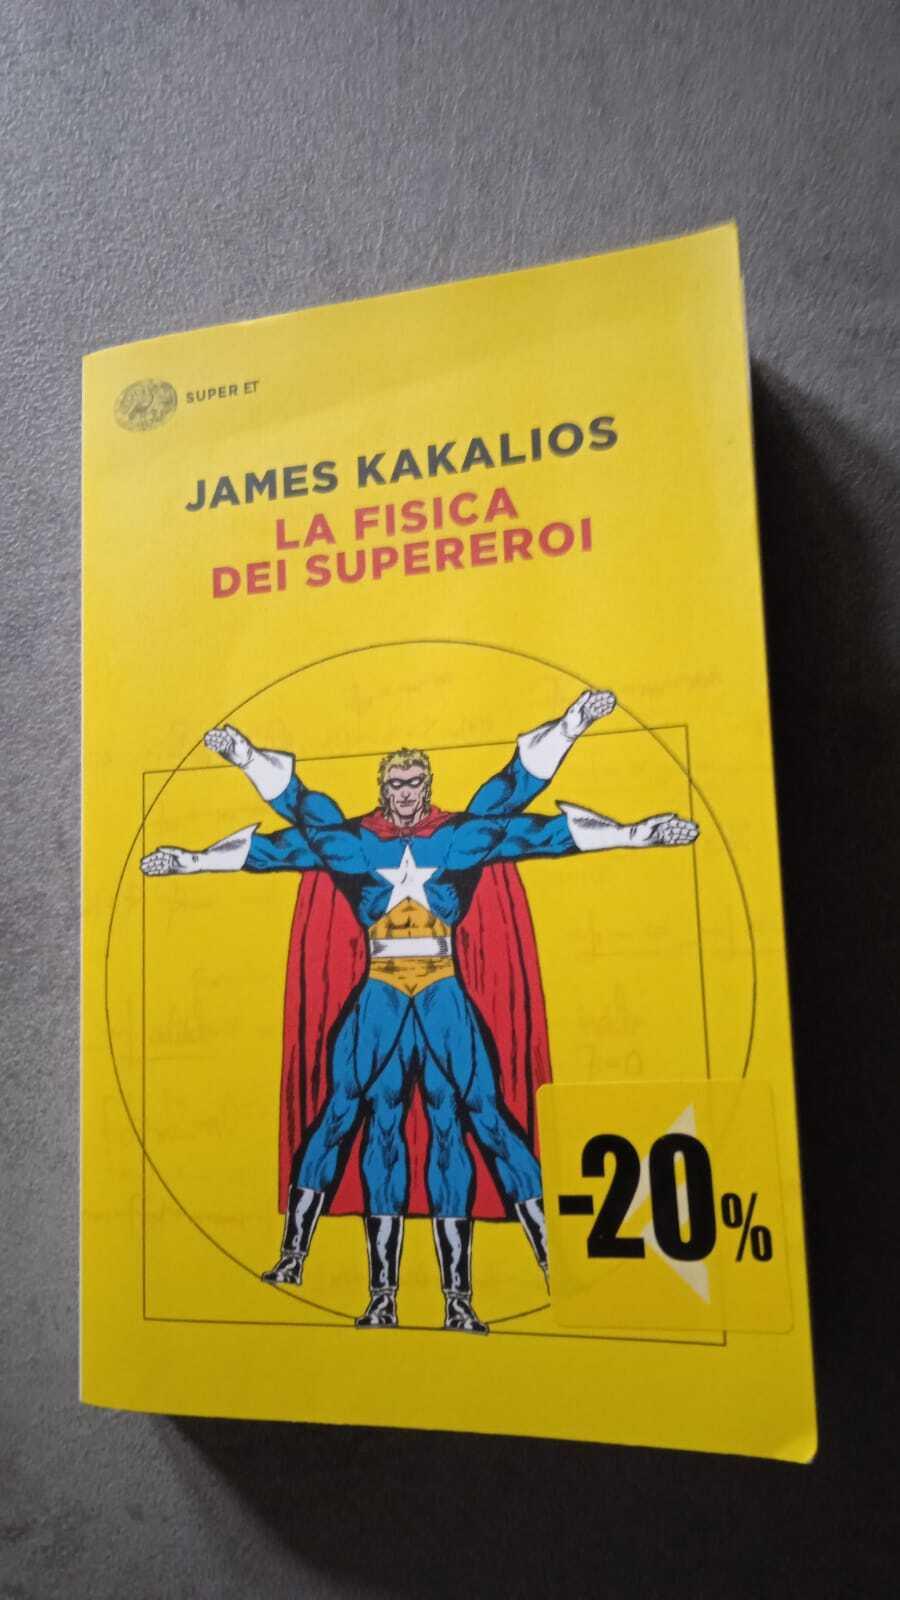 SUPER ET
JAMES KAKALIOS
LA FISICA
DEI SUPEREROI
-20%